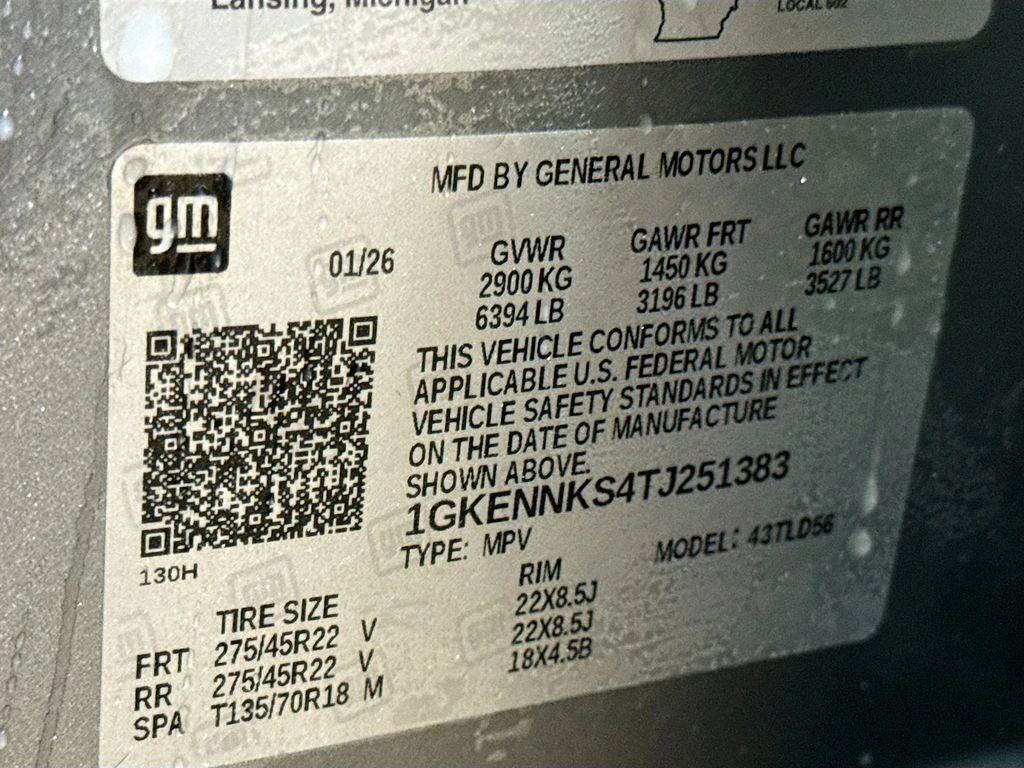 Lansing, Michigan
LOCAL 602
gm
MFD BY GENERAL MOTORS LLC
01/26
GVWR GAWR FRT GAWR RR
2900 KG 1450 KG 1600 KG
6394 LB 3196 LB 3527 LB
THIS VEHICLE CONFORMS TO ALL
APPLICABLE U.S. FEDERAL MOTOR
VEHICLE SAFETY STANDARDS IN EFFECT
ON THE DATE OF MANUFACTURE
SHOWN ABOVE.
1GKENNKS4TJ251383
TYPE: MPV MODEL: 43TLD56
130H
TIRE SIZE RIM
FRT 275/45R22 V 22X8.5J
RR 275/45R22 V 22X8.5J
SPA T135/70R18 M 18X4.5B